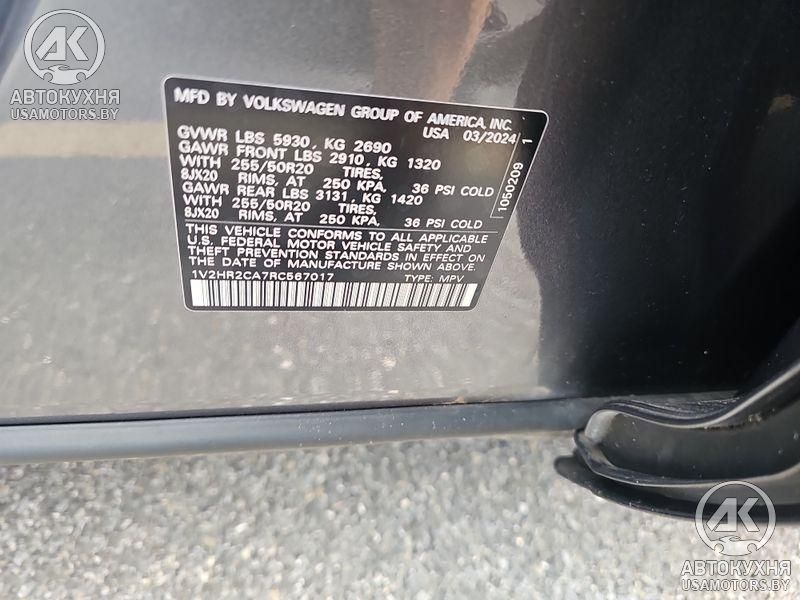 AK
АВТОКУХНЯ
USAMOTORS.BY
MFD BY VOLKSWAGEN GROUP OF AMERICA, INC.
USA 03/2024
GVWR LBS 5930, KG 2690
GAWR FRONT LBS 2910, KG 1320
WITH 255/50R20 TIRES,
8JX20 RIMS, AT 250 KPA, 36 PSI COLD
GAWR REAR LBS 3131, KG 1420
WITH 255/50R20 TIRES,
8JX20 RIMS, AT 250 KPA, 36 PSI COLD
THIS VEHICLE CONFORMS TO ALL APPLICABLE
U.S. FEDERAL MOTOR VEHICLE SAFETY AND
THEFT PREVENTION STANDARDS IN EFFECT ON
THE DATE OF MANUFACTURE SHOWN ABOVE.
1V2HR2CA7RC567017 TYPE: MPV
1050209 1
AK
АВТОКУХНЯ
USAMOTORS.BY